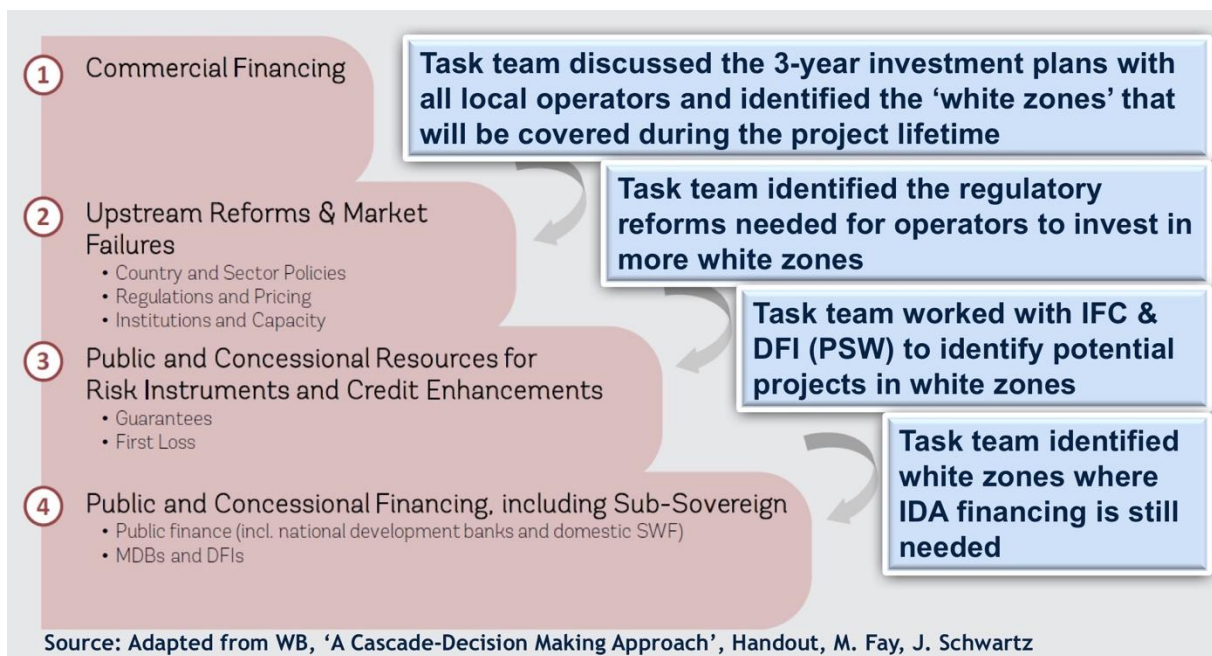 1 Commercial Financing
Task team discussed the 3-year investment plans with
all local operators and identified the ‘white zones’ that
will be covered during the project lifetime
2 Upstream Reforms & Market
Failures
• Country and Sector Policies
• Regulations and Pricing
• Institutions and Capacity
Task team identified the regulatory
reforms needed for operators to invest in
more white zones
3 Public and Concessional Resources for
Risk Instruments and Credit Enhancements
• Guarantees
• First Loss
Task team worked with IFC &
DFI (PSW) to identify potential
projects in white zones
4 Public and Concessional Financing, including Sub-Sovereign
• Public finance (incl. national development banks and domestic SWF)
• MDBs and DFIs
Task team identified
white zones where
IDA financing is still
needed
Source: Adapted from WB, ‘A Cascade-Decision Making Approach’, Handout, M. Fay, J. Schwartz